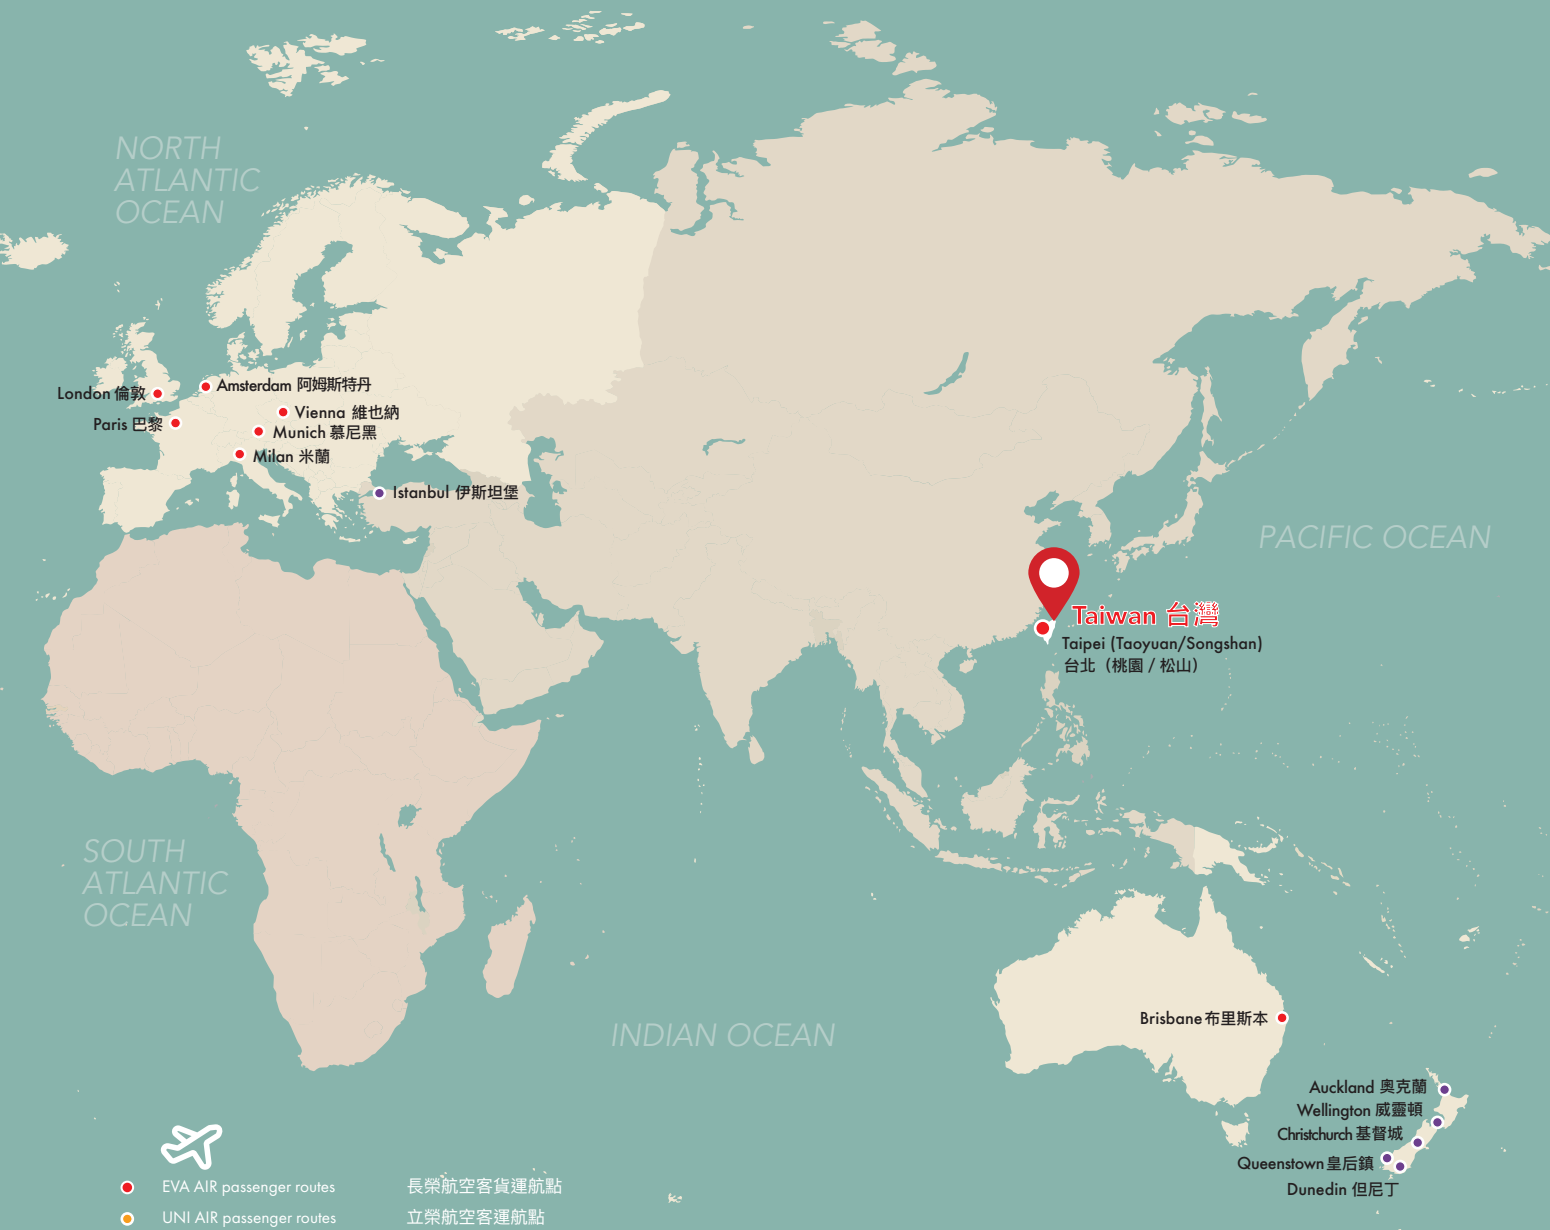 NORTH
ATLANTIC
OCEAN
London 倫敦
Amsterdam 阿姆斯特丹
Paris 巴黎
Vienna 維也納
Munich 慕尼黑
Milan 米蘭
Istanbul 伊斯坦堡
PACIFIC OCEAN
Taiwan 台灣
Taipei (Taoyuan/Songshan)
台北（桃園 / 松山）
SOUTH
ATLANTIC
OCEAN
INDIAN OCEAN
Brisbane 布里斯本
Auckland 奧克蘭
Wellington 威靈頓
Christchurch 基督城
Queenstown 皇后鎮
Dunedin 但尼丁
EVA AIR passenger routes 長榮航空客貨運航點
UNI AIR passenger routes 立榮航空客運航點